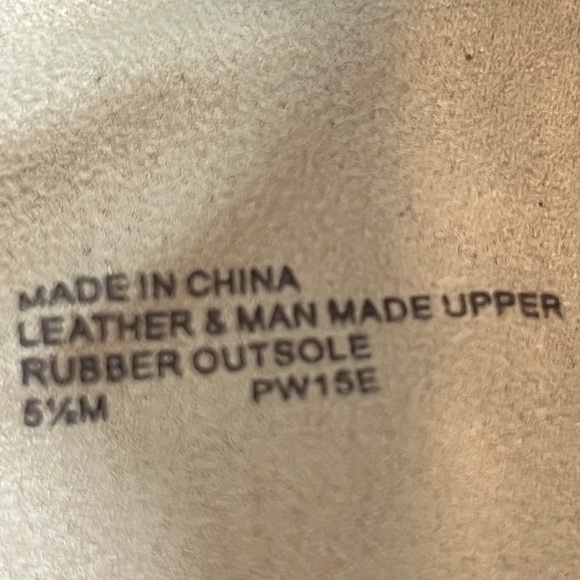 MADE IN CHINA
LEATHER & MAN MADE UPPER
RUBBER OUTSOLE
5½M PW15E